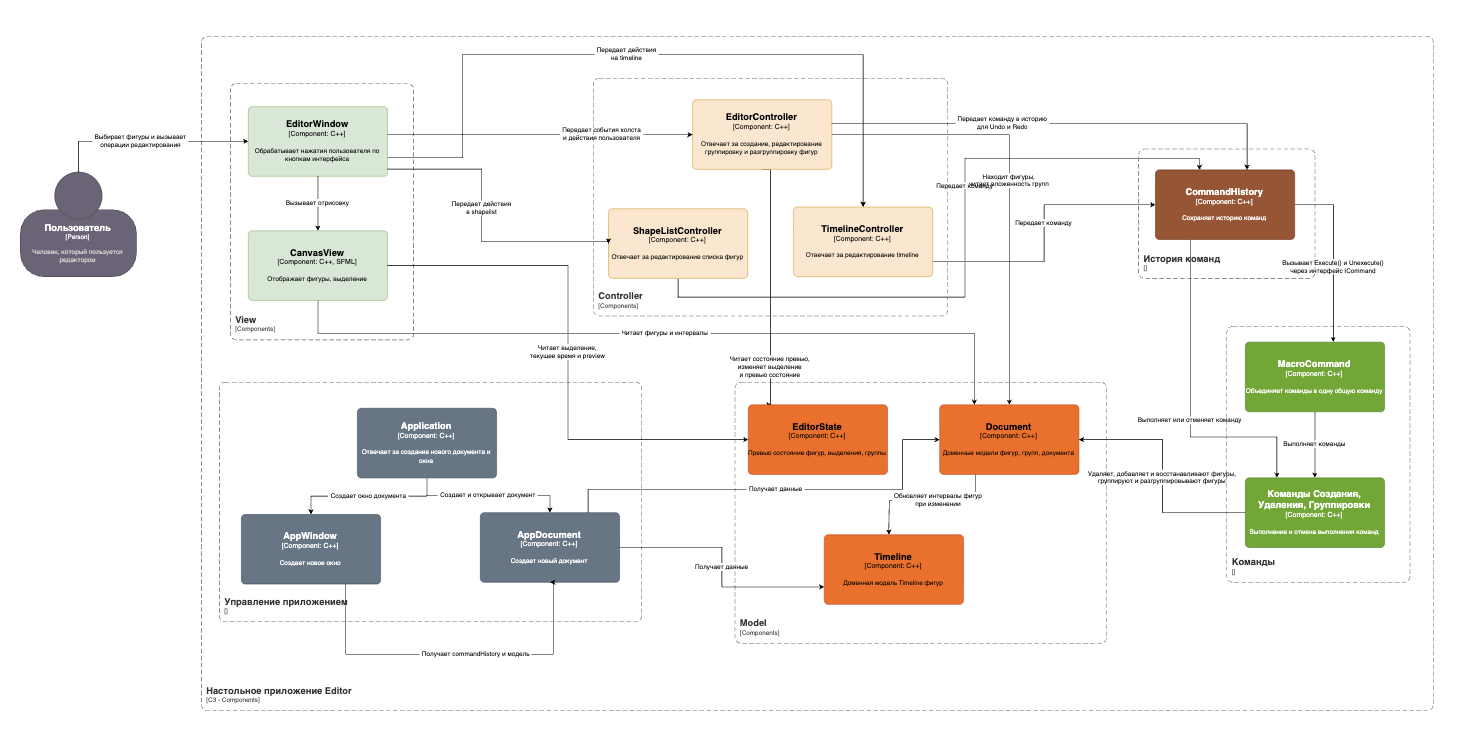 Передает действия
на timeline
EditorWindow
[Component: C++]
Обрабатывает нажатия пользователя по
кнопкам интерфейса
Выбирает фигуры и вызывает
операции редактирования
Передает события холста
и действия пользователя
EditorController
[Component: C++]
Отвечает за создание, редактирование
группировку и разгруппировку фигур
Передает команду в историю
для Undo и Redo
Пользователь
[Person]
Человек, который пользуется
редактором
Вызывает отрисовку
Передает действия
в shapelist
Передает команду
Находит фигуры,
читает вложенность групп
Передает команду
CommandHistory
[Component: C++]
Сохраняет историю команд
История команд
[]
CanvasView
[Component: C++, SFML]
Отображает фигуры, выделение
ShapeListController
[Component: C++]
Отвечает за редактирование списка фигур
TimelineController
[Component: C++]
Отвечает за редактирование timeline
Вызывает Execute() и Unexecute()
через интерфейс ICommand
View
[Components]
Controller
[Components]
Читает фигуры и интервалы
Читает выделение,
текущее время и preview
Читает состояние превью,
изменяет выделение
и превью состояние
MacroCommand
[Component: C++]
Объединяет команды в одну общую команду
Application
[Component: C++]
Отвечает за создание нового документа и
окна
EditorState
[Component: C++]
Превью состояние фигур, выделения, группы
Document
[Component: C++]
Доменные модели фигур, групп, документа
Выполняет или отменяет команду
Выполняет команды
Удаляет, добавляет и восстанавливают фигуры,
группируют и разгруппировывают фигуры
Создает окно документа
Создает и открывает документ
Получает данные
Обновляет интервалы фигур
при изменении
Команды Создания,
Удаления, Группировки
[Component: C++]
Выполнение и отмена выполнения команд
AppWindow
[Component: C++]
Создает новое окно
AppDocument
[Component: C++]
Создает новый документ
Получает данные
Timeline
[Component: C++]
Доменная модель Timeline фигур
Команды
[]
Управление приложением
[]
Model
[Components]
Получает commandHistory и модель
Настольное приложение Editor
[C3 - Components]